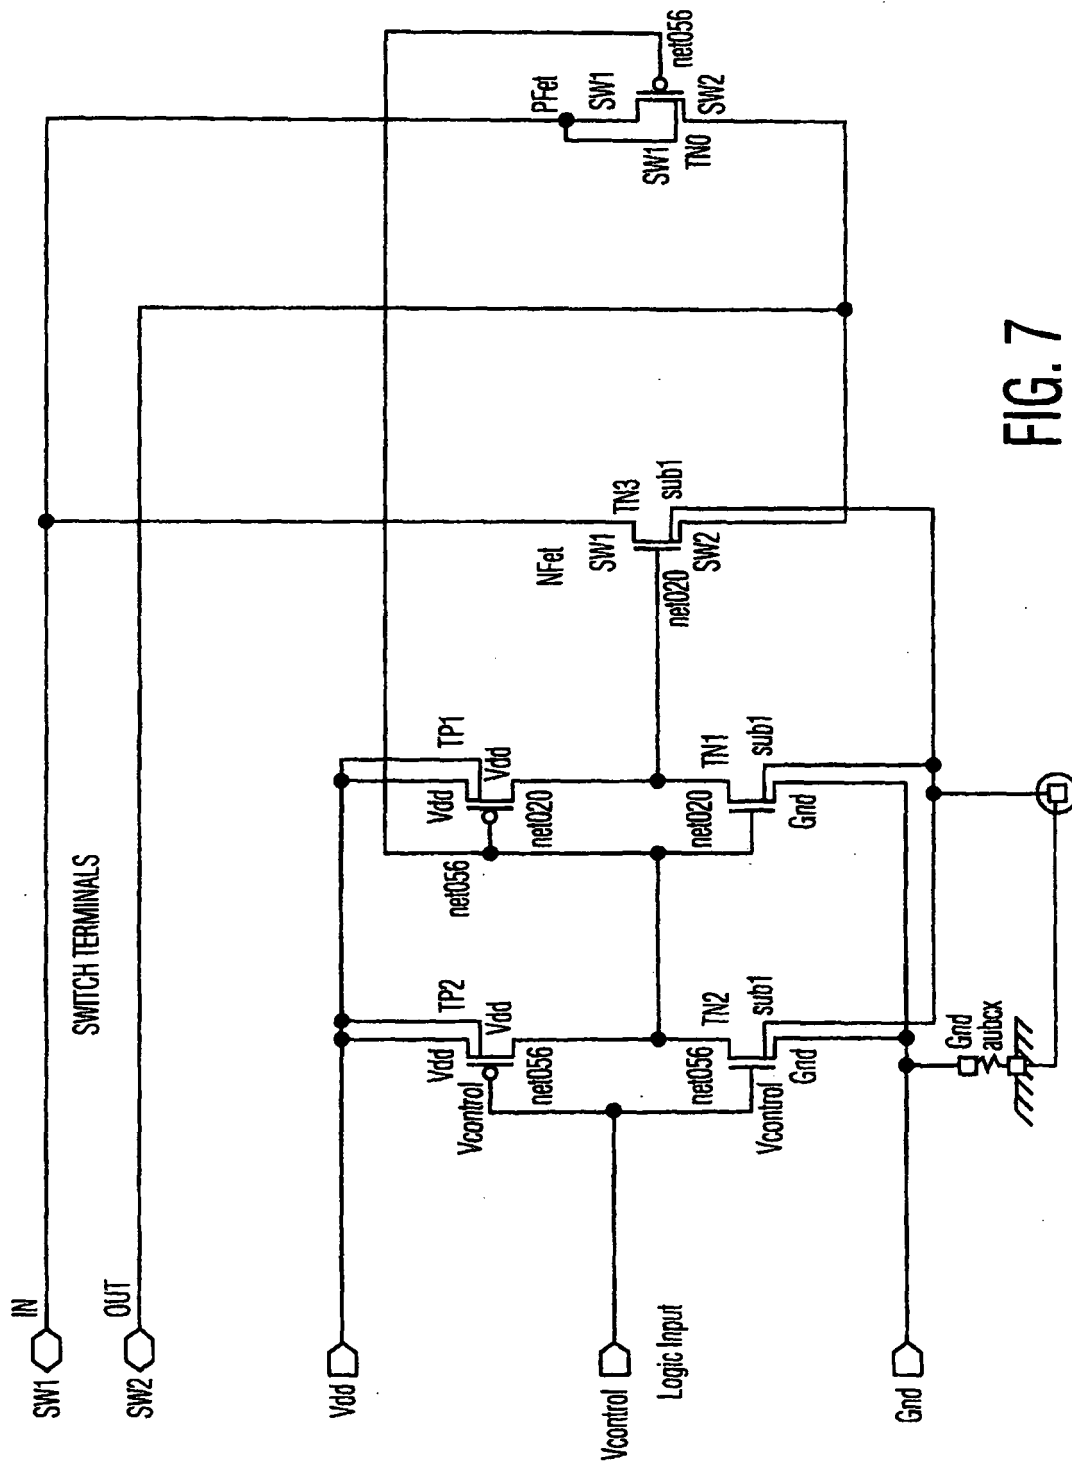 SW1
IN
SW2
OUT
SWITCH TERMINALS
Vdd
Vcontrol
Logic Input
Gnd
TP2
Vdd
Vdd
Vcontrol
net056
TN2
net056
sub1
Vcontrol
Gnd
Gnd
aubcx
TP1
Vdd
Vdd
net056
net020
TN1
net020
sub1
Gnd
NFet
TN3
SW1
sub1
net020
SW2
PFet
SW1
net056
SW1
SW2
TN0
FIG. 7